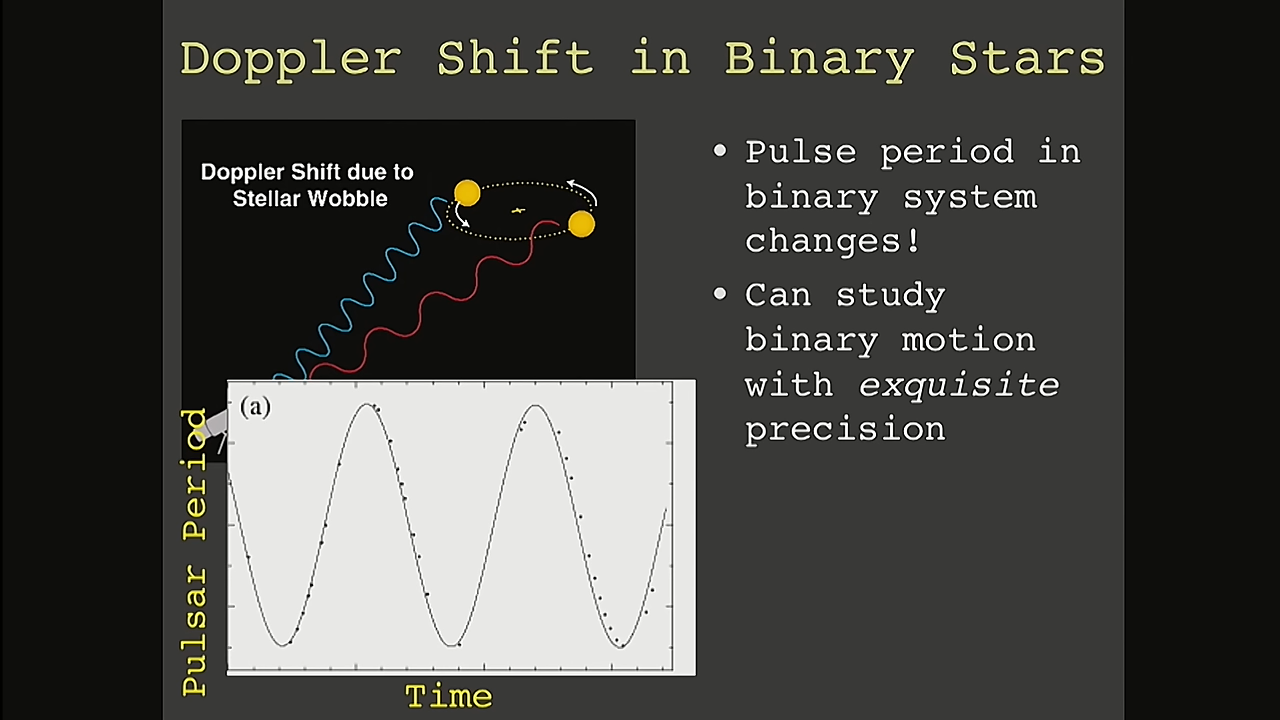 Doppler Shift in Binary Stars
Doppler Shift due to
Stellar Wobble
• Pulse period in
binary system
changes!
• Can study
binary motion
with exquisite
precision
(a)
Pulsar Period
Time